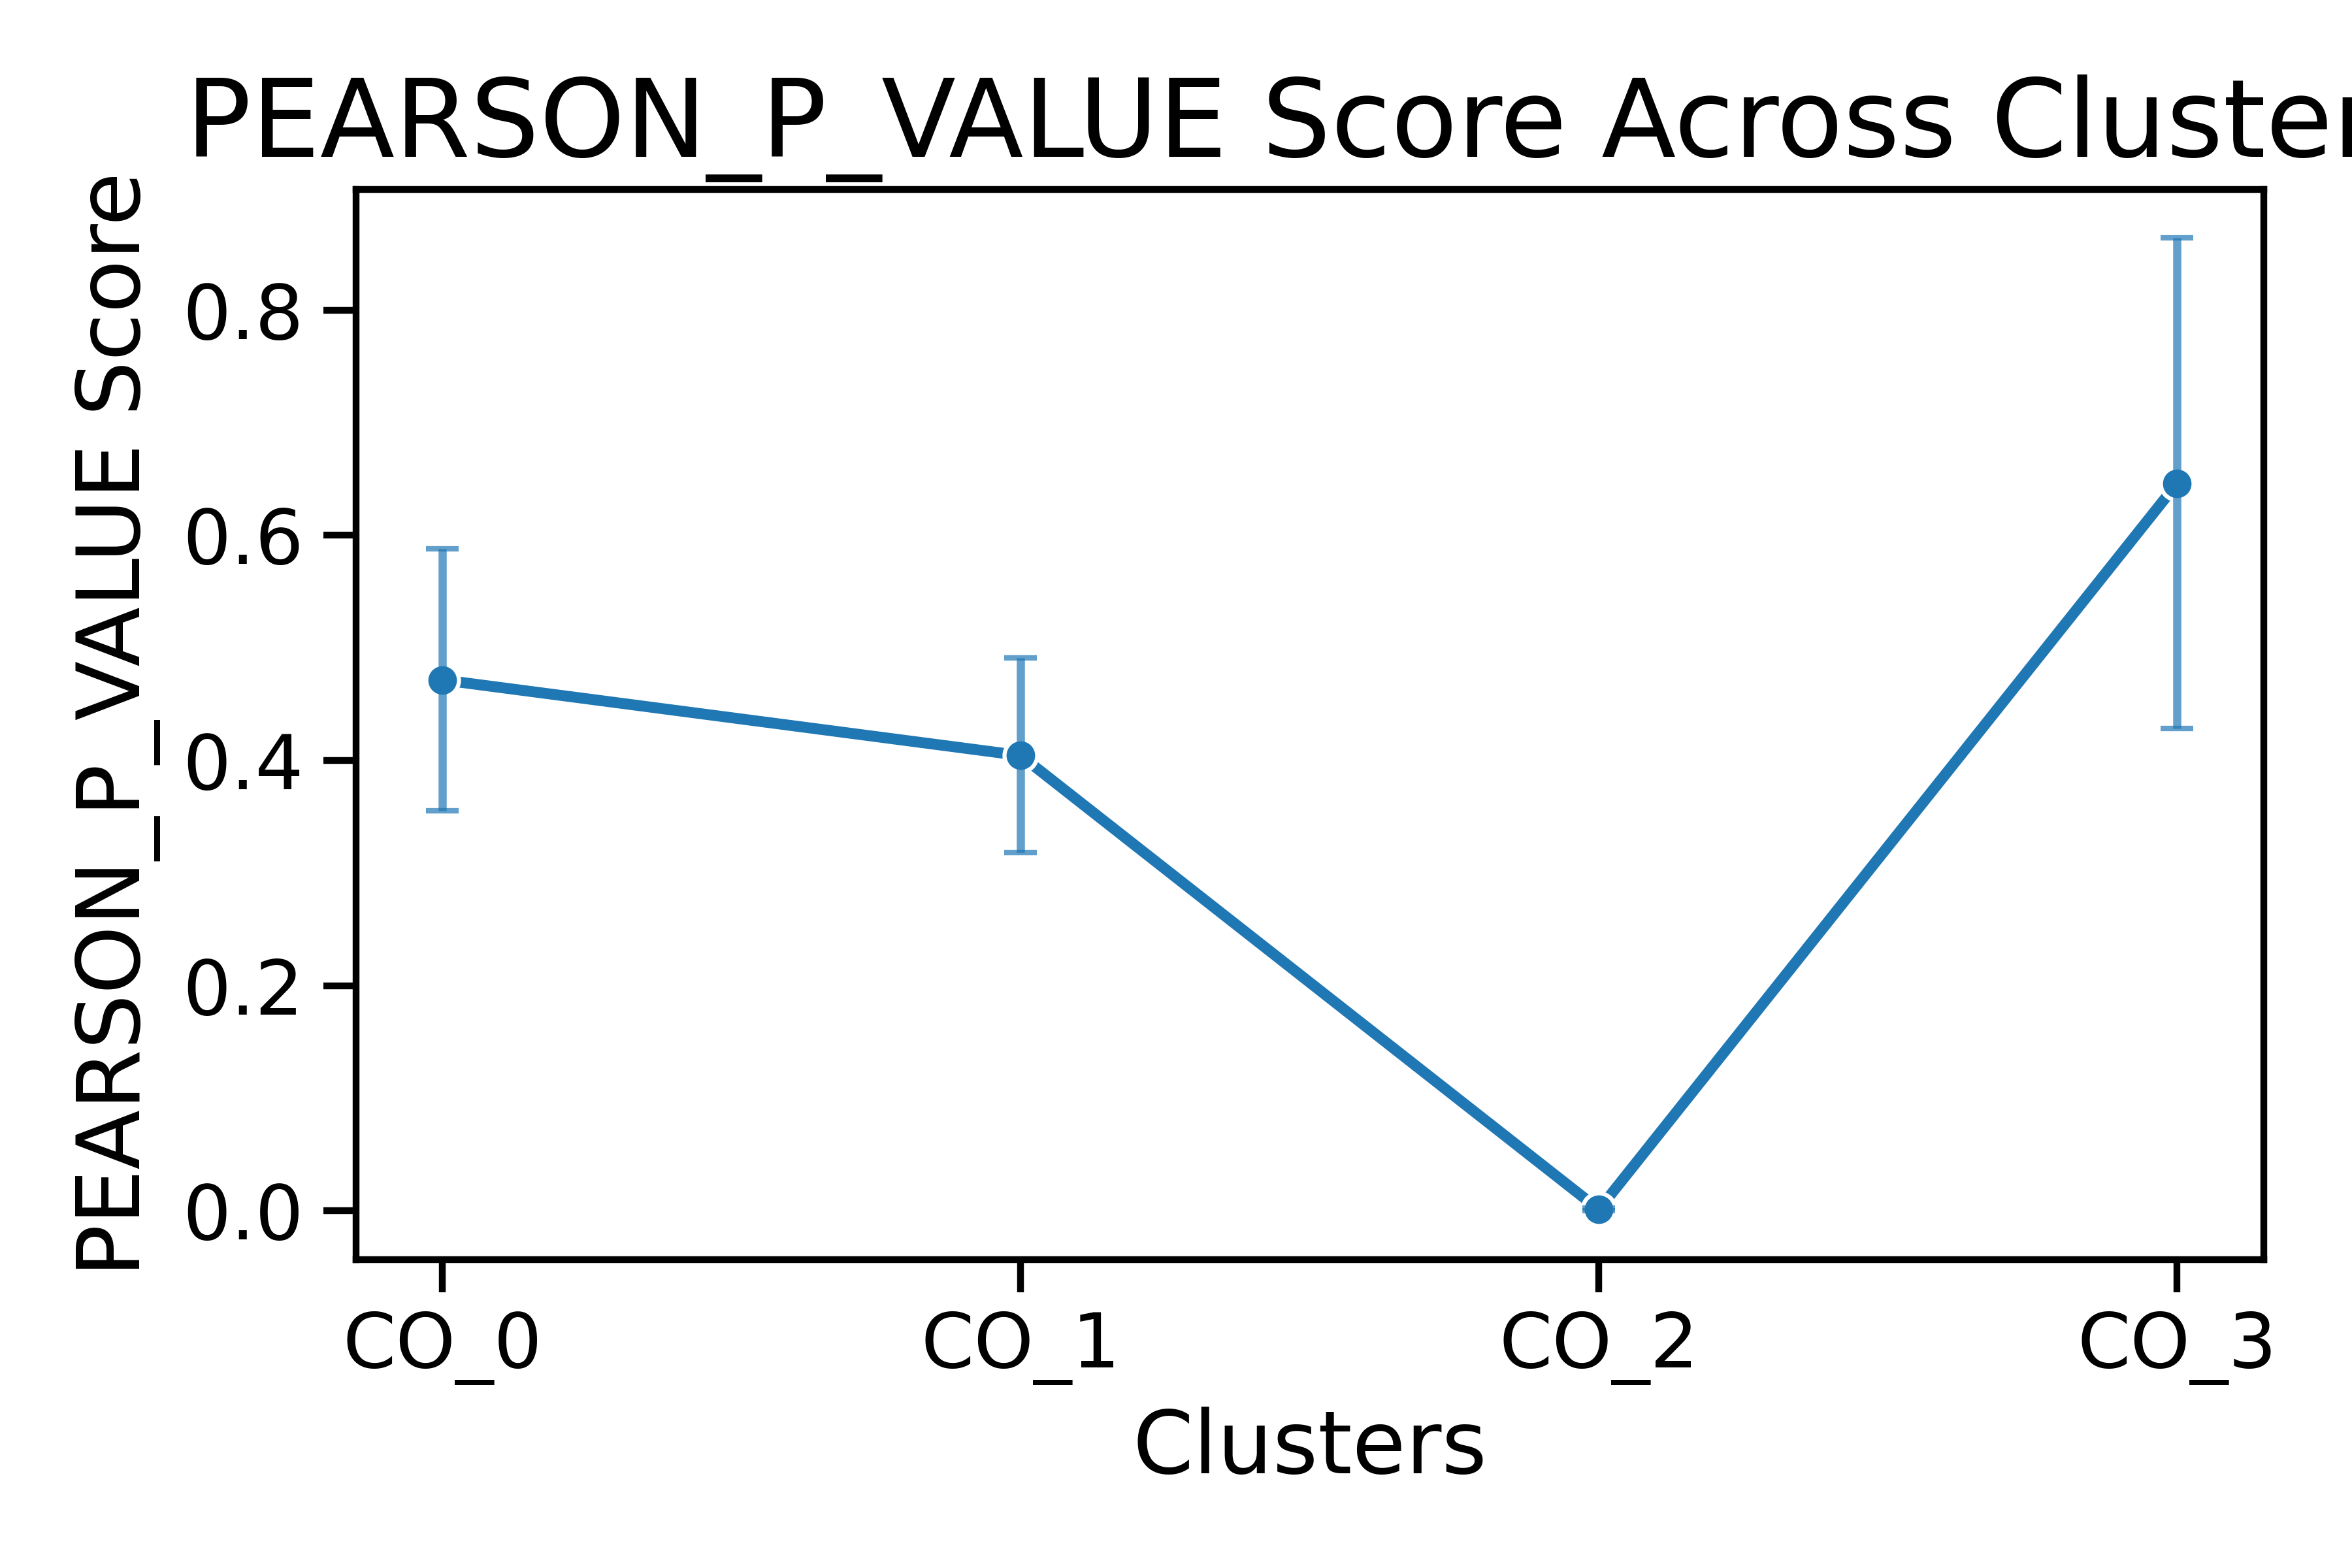 PEARSON_P_VALUE Score Across Cluster
PEARSON_P_VALUE Score
0.8
0.6
0.4
0.2
0.0
CO_0 CO_1 CO_2 CO_3
Clusters